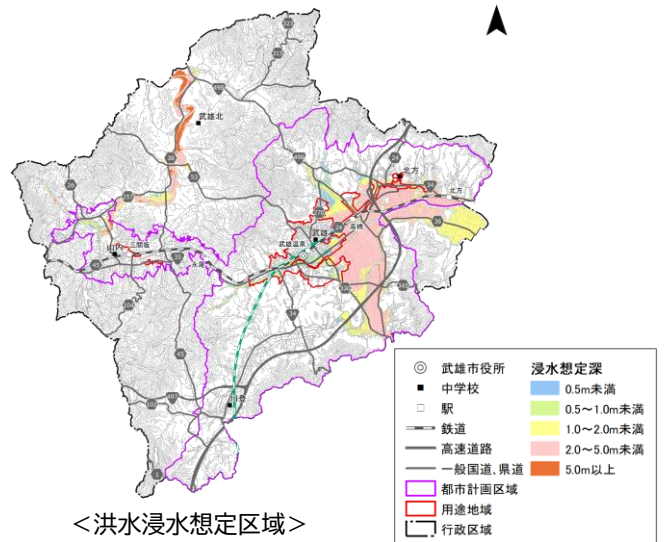 武雄北
北方
北方
高橋
武雄
武雄温泉
三間坂
山内
永尾
川登
◎ 武雄市役所
■ 中学校
□ 駅
鉄道
高速道路
一般国道、県道
都市計画区域
用途地域
行政区域
浸水想定深
0.5m未満
0.5～1.0m未満
1.0～2.0m未満
2.0～5.0m未満
5.0m以上
＜洪水浸水想定区域＞